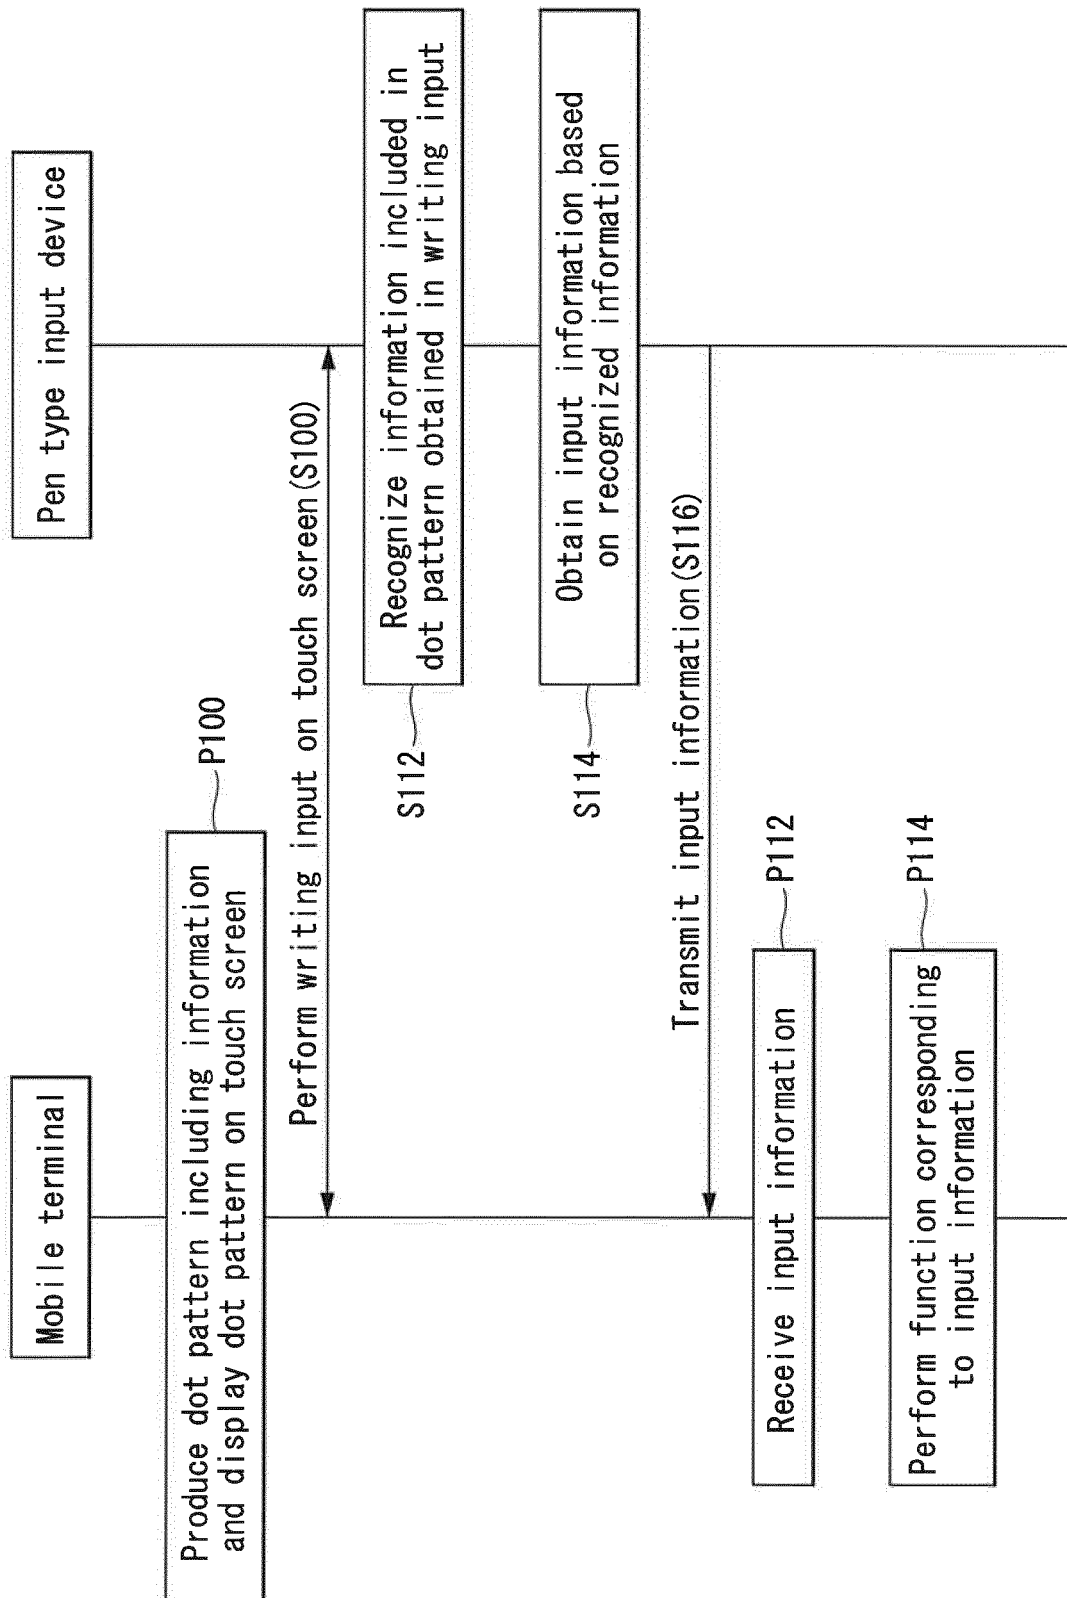 Mobile terminal
Pen type input device
Produce dot pattern including information
and display dot pattern on touch screen
P100
Perform writing input on touch screen(S100)
Recognize information included in
dot pattern obtained in writing input
S112
Obtain input information based
on recognized information
S114
Transmit input information(S116)
Receive input information
P112
Perform function corresponding
to input information
P114